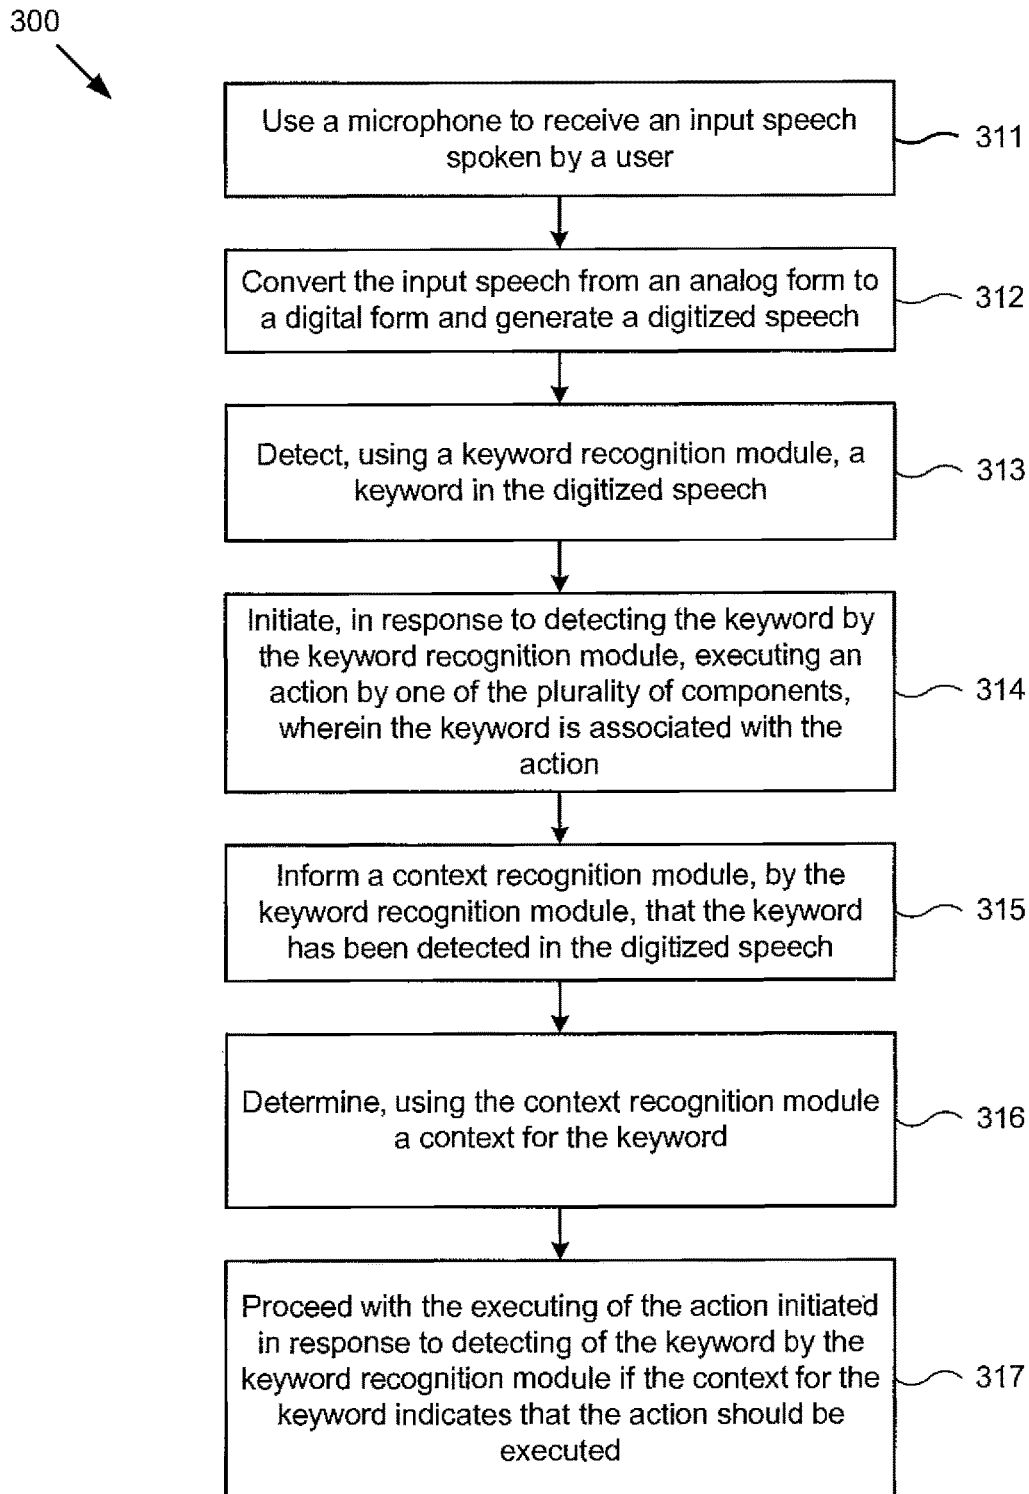 300
Use a microphone to receive an input speech
spoken by a user
311
Convert the input speech from an analog form to
a digital form and generate a digitized speech
312
Detect, using a keyword recognition module, a
keyword in the digitized speech
313
Initiate, in response to detecting the keyword by
the keyword recognition module, executing an
action by one of the plurality of components,
wherein the keyword is associated with the
action
314
Inform a context recognition module, by the
keyword recognition module, that the keyword
has been detected in the digitized speech
315
Determine, using the context recognition module
a context for the keyword
316
Proceed with the executing of the action initiated
in response to detecting of the keyword by the
keyword recognition module if the context for the
keyword indicates that the action should be
executed
317